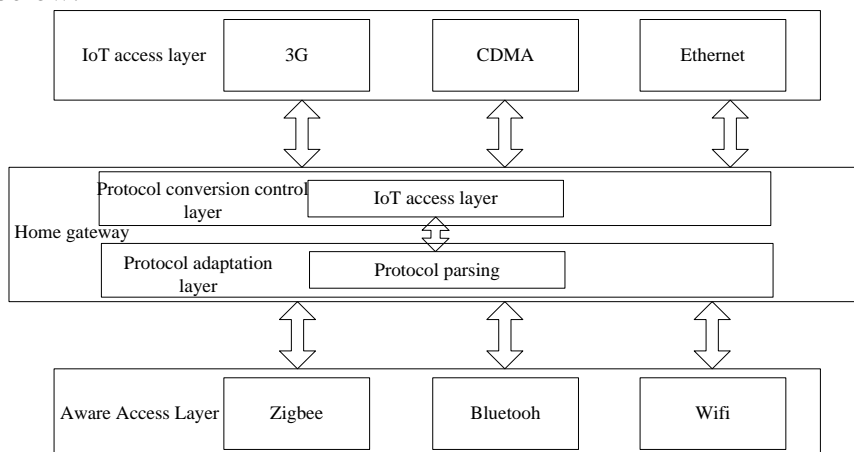 IoT access layer
3G
CDMA
Ethernet
Protocol conversion control
layer
IoT access layer
Home gateway
Protocol adaptation
layer
Protocol parsing
Aware Access Layer
Zigbee
Bluetooh
Wifi